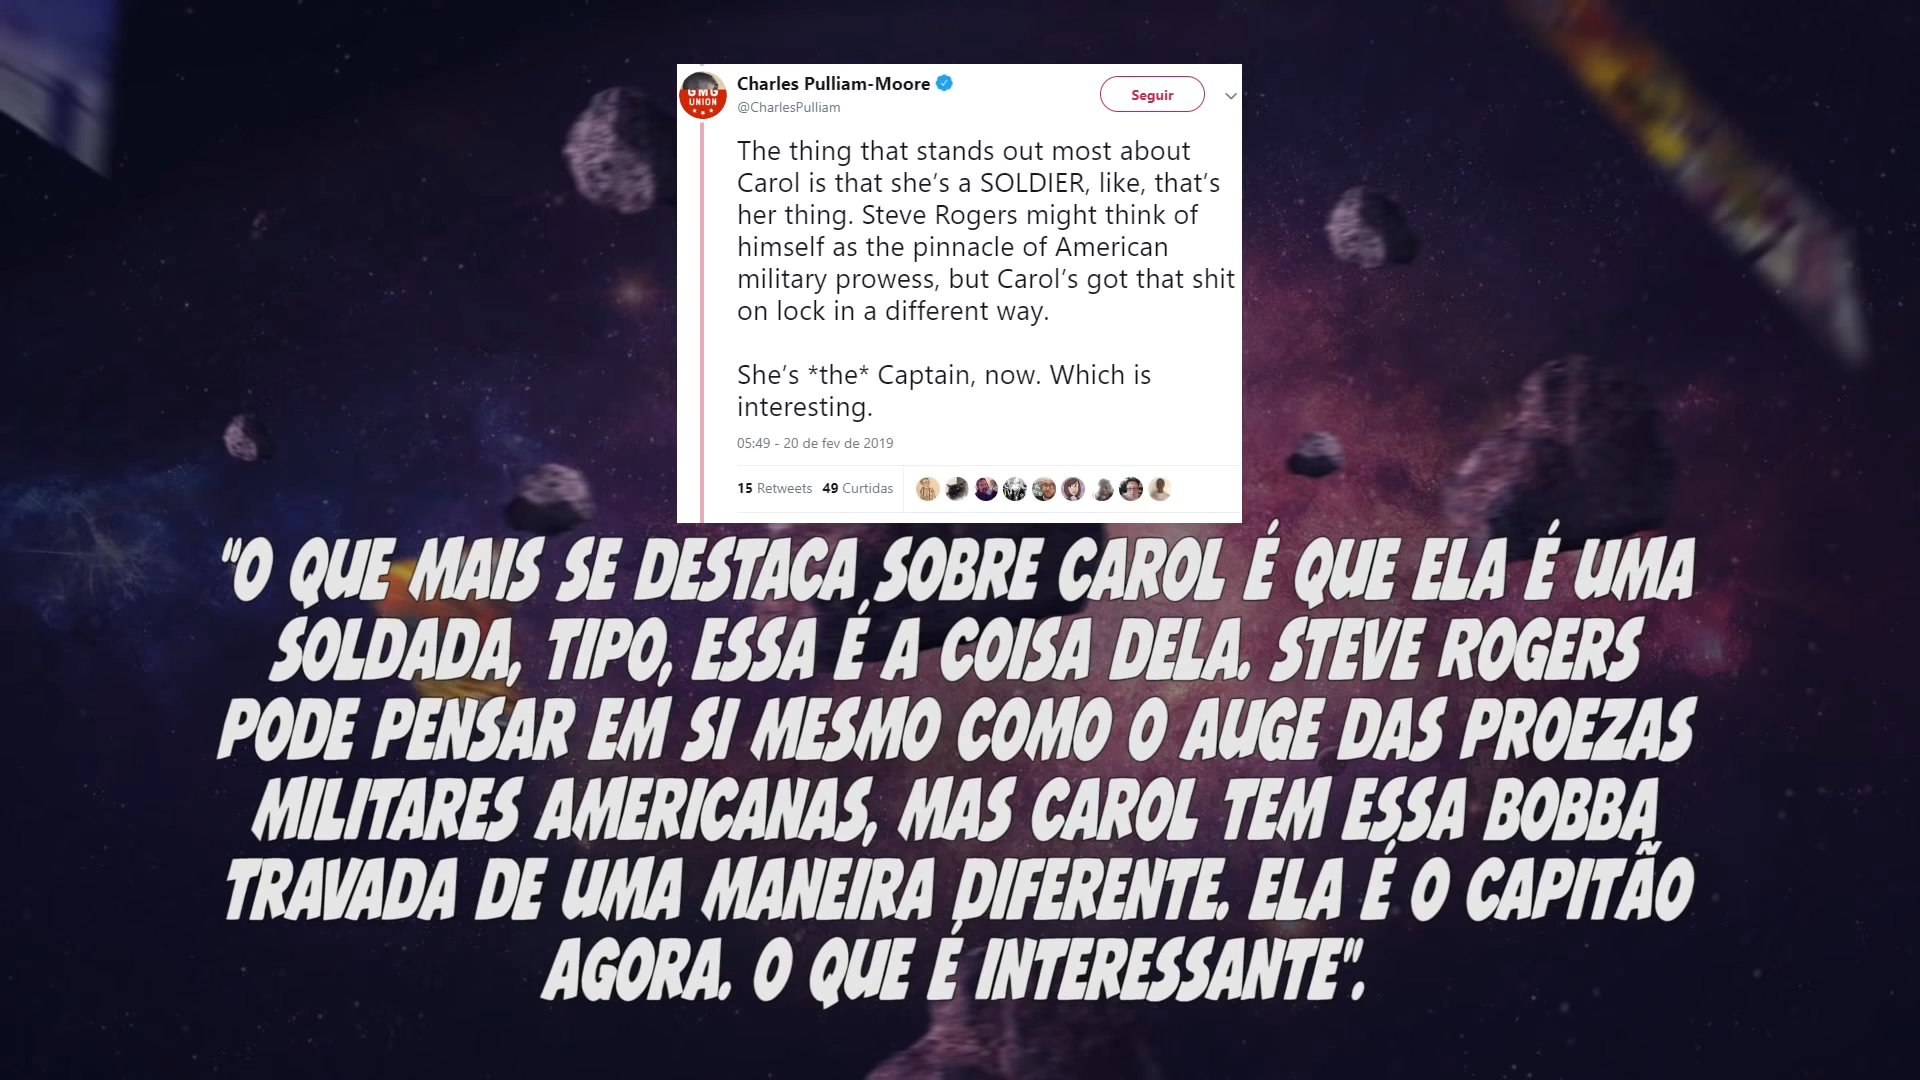 GMG
UNION
Charles Pulliam-Moore
@CharlesPulliam
Seguir
The thing that stands out most about
Carol is that she's a SOLDIER, like, that's
her thing. Steve Rogers might think of
himself as the pinnacle of American
military prowess, but Carol's got that shit
on lock in a different way.
She's *the* Captain, now. Which is
interesting.
05:49 - 20 de fev de 2019
15 Retweets 49 Curtidas
"O QUE MAIS SE DESTACA SOBRE CAROL É QUE ELA É UMA
SOLDADA, TIPO, ESSA É A COISA DELA. STEVE ROGERS
PODE PENSAR EM SI MESMO COMO O AUGE DAS PROEZAS
MILITARES AMERICANAS, MAS CAROL TEM ESSA BOBBA
TRAVADA DE UMA MANEIRA DIFERENTE. ELA É O CAPITÃO
AGORA. O QUE É INTERESSANTE".